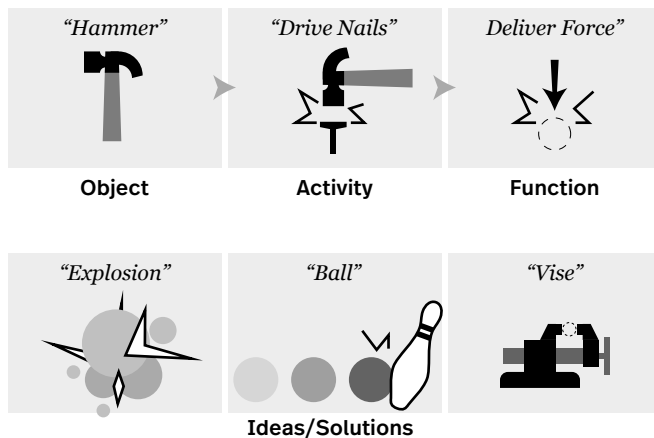 “Hammer”
“Drive Nails”
Deliver Force”
Object
Activity
Function
“Explosion”
“Ball”
“Vise”
Ideas/Solutions